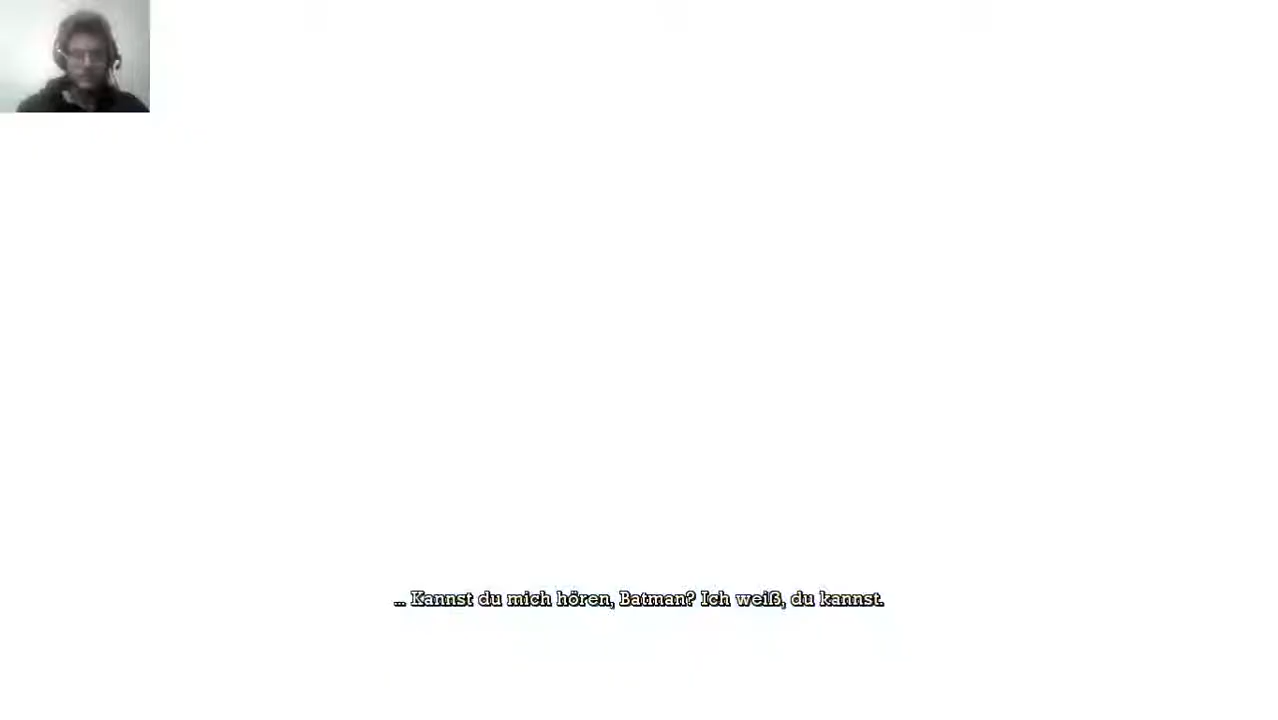 … Kannst du mich hören, Batman? Ich weiß, du kannst.